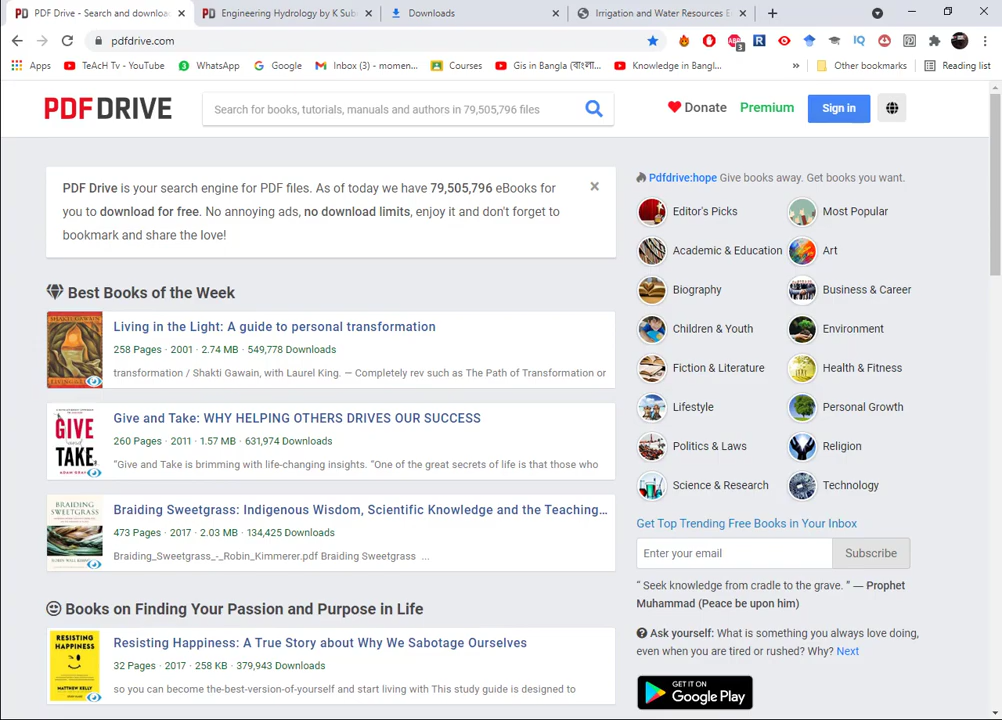 PDF Drive - Search and downloa
Engineering Hydrology by K Sub
Downloads
Irrigation and Water Resources E
pdfdrive.com
Apps
TeAcH Tv - YouTube
WhatsApp
Google
Inbox (3) - momen...
Courses
Gis in Bangla (বাংলা...
Knowledge in Bangl...
»
Other bookmarks
Reading list
PDFDRIVE
Search for books, tutorials, manuals and authors in 79,505,796 titles
Donate
Premium
Sign in
PDF Drive is your search engine for PDF files. As of today we have 79,505,796 eBooks for
you to download for free. No annoying ads, no download limits, enjoy it and don't forget to
bookmark and share the love!
Best Books of the Week
Living in the Light: A guide to personal transformation
258 Pages · 2001 · 2.74 MB · 549,778 Downloads
transformation / Shakti Gawain, with Laurel King. — Completely rev such as The Path of Transformation or
GIVE
AND
TAKE
ADAM GRANT
Give and Take: WHY HELPING OTHERS DRIVES OUR SUCCESS
260 Pages · 2011 · 1.57 MB · 631,974 Downloads
"Give and Take is brimming with life-changing insights. "One of the great secrets of life is that those who
BRAIDING
SWEETGRASS
Braiding Sweetgrass: Indigenous Wisdom, Scientific Knowledge and the Teaching...
473 Pages · 2017 · 2.03 MB · 134,425 Downloads
Braiding_Sweetgrass_-_Robin_Kimmerer.pdf Braiding Sweetgrass ...
Books on Finding Your Passion and Purpose in Life
RESISTING
HAPPINESS
MATTHEW KELLY
Resisting Happiness: A True Story about Why We Sabotage Ourselves
32 Pages · 2017 · 258 KB · 379,943 Downloads
so you can become the-best-version-of-yourself and start living with This study guide is designed to
Pdfdrive:hope Give books away. Get books you want.
Editor's Picks
Most Popular
Academic & Education
Art
Biography
Business & Career
Children & Youth
Environment
Fiction & Literature
Health & Fitness
Lifestyle
Personal Growth
Politics & Laws
Religion
Science & Research
Technology
Get Top Trending Free Books in Your Inbox
Enter your email
Subscribe
" Seek knowledge from cradle to the grave. " — Prophet
Muhammad (Peace be upon him)
Ask yourself: What is something you always love doing,
even when you are tired or rushed? Why? Next
GET IT ON
Google Play